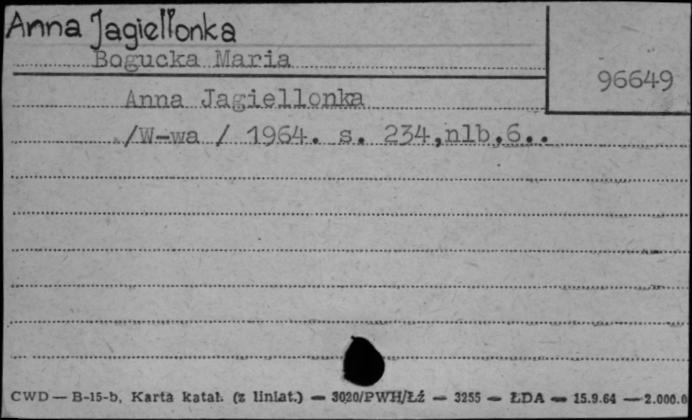 Anna Jagiellonka
Bogucka Maria
96649
Anna Jagiellonka
/W-wa / 1964. s. 234,nlb,6..
CWD — B-15-b, Karta katal. (z liniat.) — 3020/PWH/Łź — 3255 — ŁDA — 15.9.64 — 2.000.0